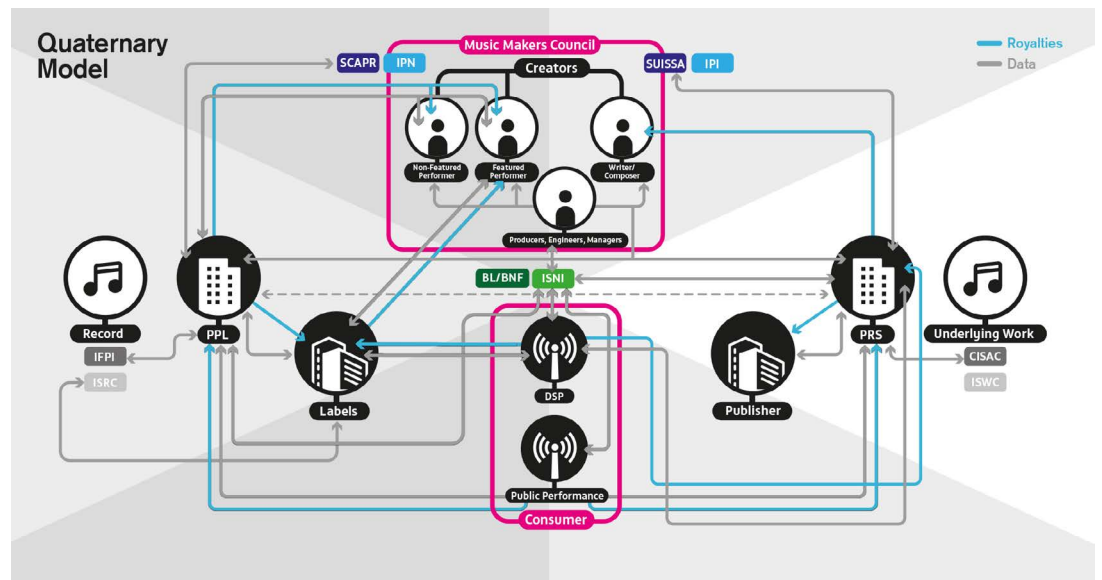 Quaternary
Model
Music Makers Council
Creators
SCAPR
IPN
SUISSA
IPI
Royalties
Data
Non-Featured
Performer
Featured
Performer
Writer/
Composer
Producers, Engineers, Managers
BL/BNF
ISNI
Record
IFPI
ISRC
PPL
Labels
DSP
Public Performance
Consumer
Publisher
PRS
Underlying Work
CISAC
ISWC